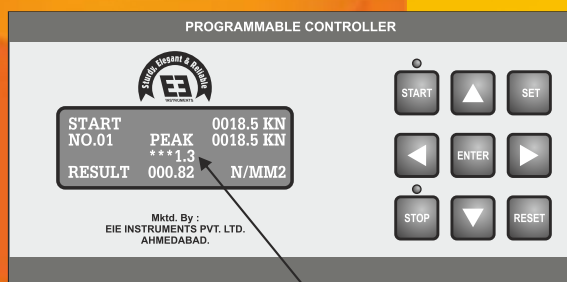 PROGRAMMABLE CONTROLLER
Sturdy, Elegant & Reliable
EIE
INSTRUMENTS
START 0018.5 KN
NO.01 PEAK 0018.5 KN
***1.3
RESULT 000.82 N/MM2
Mktd. By :
EIE INSTRUMENTS PVT. LTD.
AHMEDABAD.
START SET
ENTER
STOP RESET